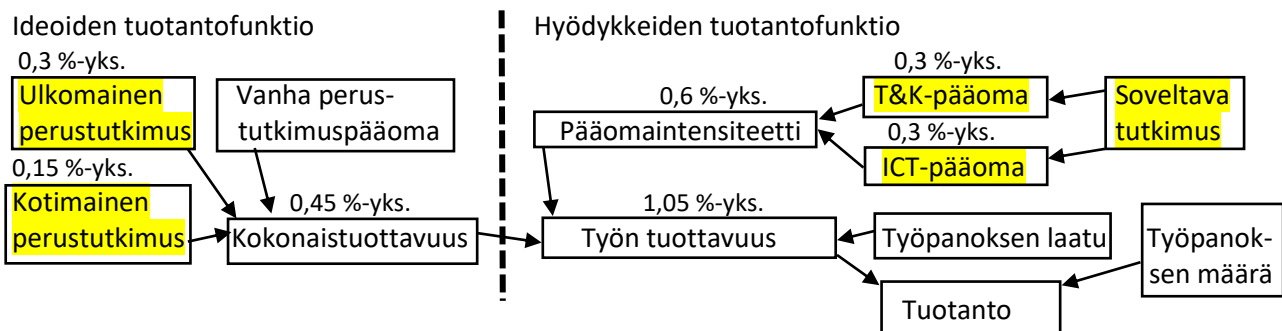 Ideoiden tuotantofunktio
0,3 %-yks.
Ulkomainen
perustutkimus
Vanha perus-
tutkimuspääoma
0,15 %-yks.
Kotimainen
perustutkimus
0,45 %-yks.
Kokonaistuottavuus
Hyödykkeiden tuotantofunktio
0,6 %-yks.
Pääomaintensiteetti
0,3 %-yks.
T&K-pääoma
0,3 %-yks.
ICT-pääoma
Soveltava
tutkimus
1,05 %-yks.
Työn tuottavuus
Työpanoksen laatu
Työpanok-
sen määrä
Tuotanto